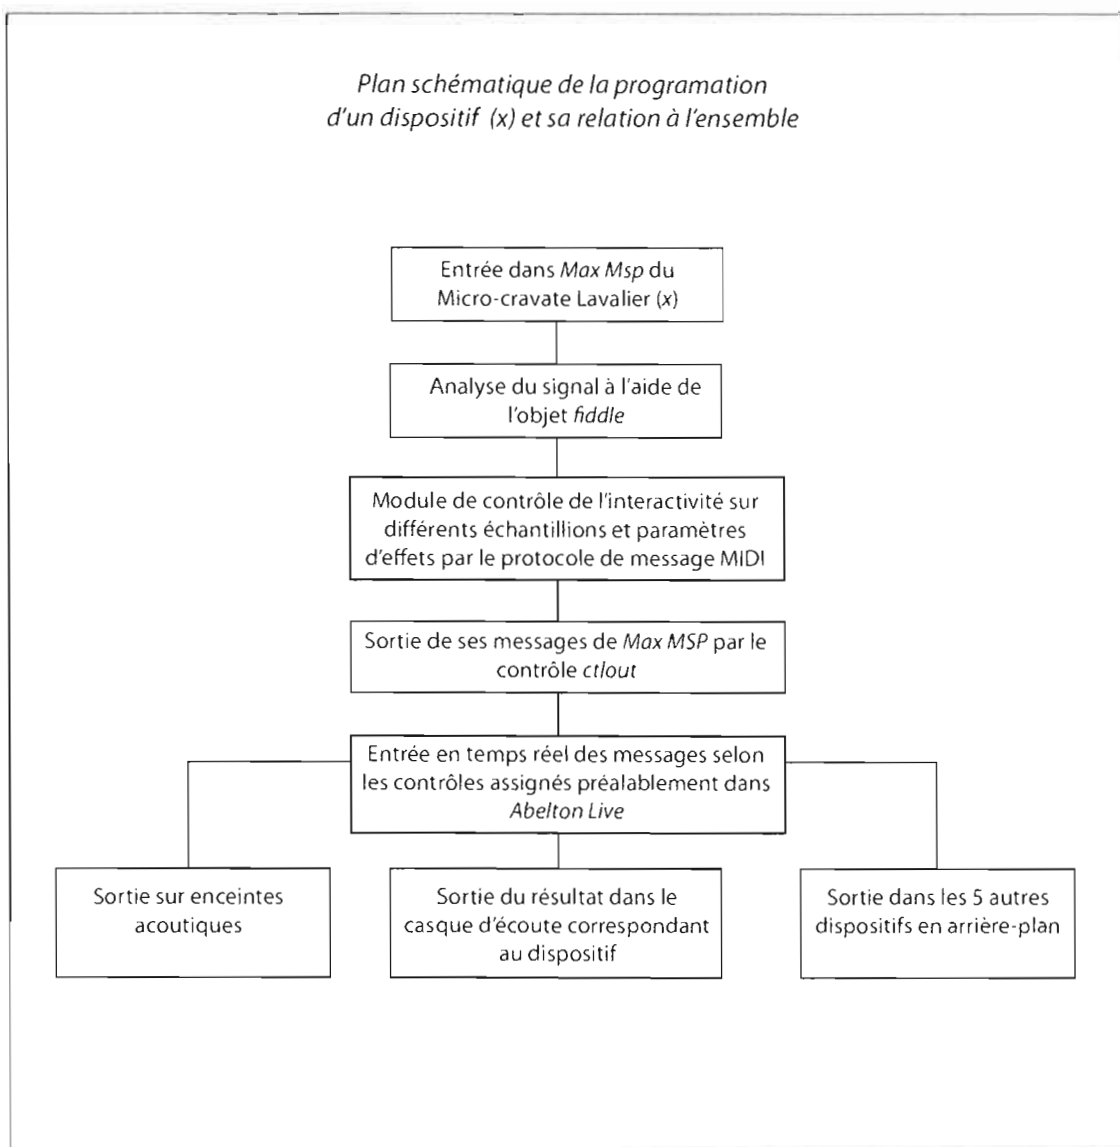 Plan schématique de la programation
d'un dispositif (x) et sa relation à l'ensemble
Entrée dans Max Msp du
Micro-cravate Lavalier (x)
Analyse du signal à l'aide de
l'objet fiddle
Module de contrôle de l'interactivité sur
différents échantillions et paramètres
d'effets par le protocole de message MIDI
Sortie de ses messages de Max MSP par le
contrôle ctlout
Entrée en temps réel des messages selon
les contrôles assignés préalablement dans
Abelton Live
Sortie sur enceintes
acoutiques
Sortie du résultat dans le
casque d'écoute correspondant
au dispositif
Sortie dans les 5 autres
dispositifs en arrière-plan